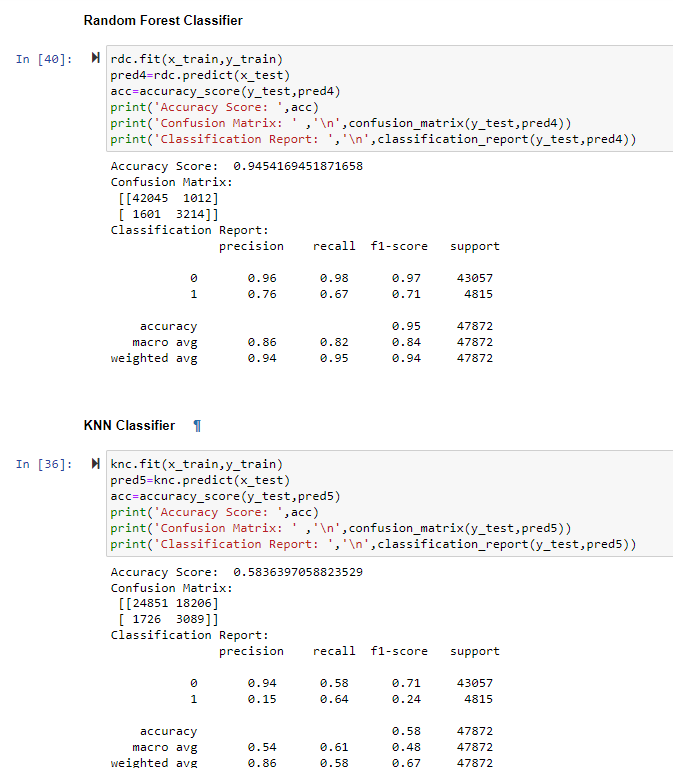 Random Forest Classifier
In [40]: rdc.fit(x_train,y_train)
pred4=rdc.predict(x_test)
acc=accuracy_score(y_test,pred4)
print('Accuracy Score: ',acc)
print('Confusion Matrix: ' ,'\n',confusion_matrix(y_test,pred4))
print('Classification Report: ','\n',classification_report(y_test,pred4))
Accuracy Score:  0.9454169451871658
Confusion Matrix:
[[42045  1012]
[ 1601  3214]]
Classification Report:
precision    recall  f1-score   support
0       0.96      0.98      0.97     43057
1       0.76      0.67      0.71      4815
accuracy                           0.95     47872
macro avg       0.86      0.82      0.84     47872
weighted avg       0.94      0.95      0.94     47872
KNN Classifier ¶
In [36]: knc.fit(x_train,y_train)
pred5=knc.predict(x_test)
acc=accuracy_score(y_test,pred5)
print('Accuracy Score: ',acc)
print('Confusion Matrix: ' ,'\n',confusion_matrix(y_test,pred5))
print('Classification Report: ','\n',classification_report(y_test,pred5))
Accuracy Score:  0.5836397058823529
Confusion Matrix:
[[24851 18206]
[ 1726  3089]]
Classification Report:
precision    recall  f1-score   support
0       0.94      0.58      0.71     43057
1       0.15      0.64      0.24      4815
accuracy                           0.58     47872
macro avg       0.54      0.61      0.48     47872
weighted avg       0.86      0.58      0.67     47872